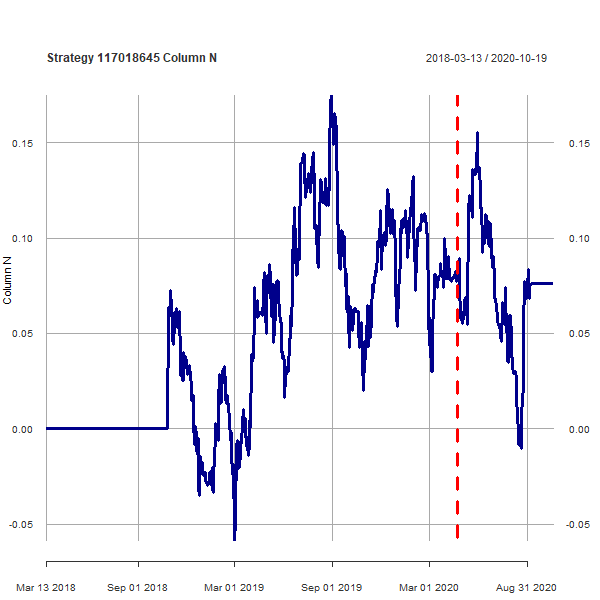 Strategy 117018645 Column N
2018-03-13 / 2020-10-19
Column N
0.15
0.15
0.10
0.10
0.05
0.05
0.00
0.00
-0.05
-0.05
Mar 13 2018
Sep 01 2018
Mar 01 2019
Sep 01 2019
Mar 01 2020
Aug 31 2020